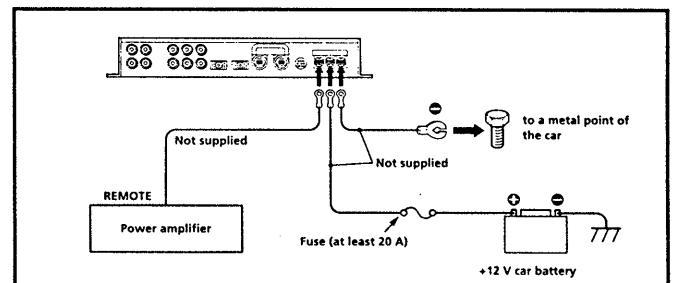 to a metal point of
the car
Not supplied
Not supplied
REMOTE
Power amplifier
Fuse (at least 20 A)
+12 V car battery